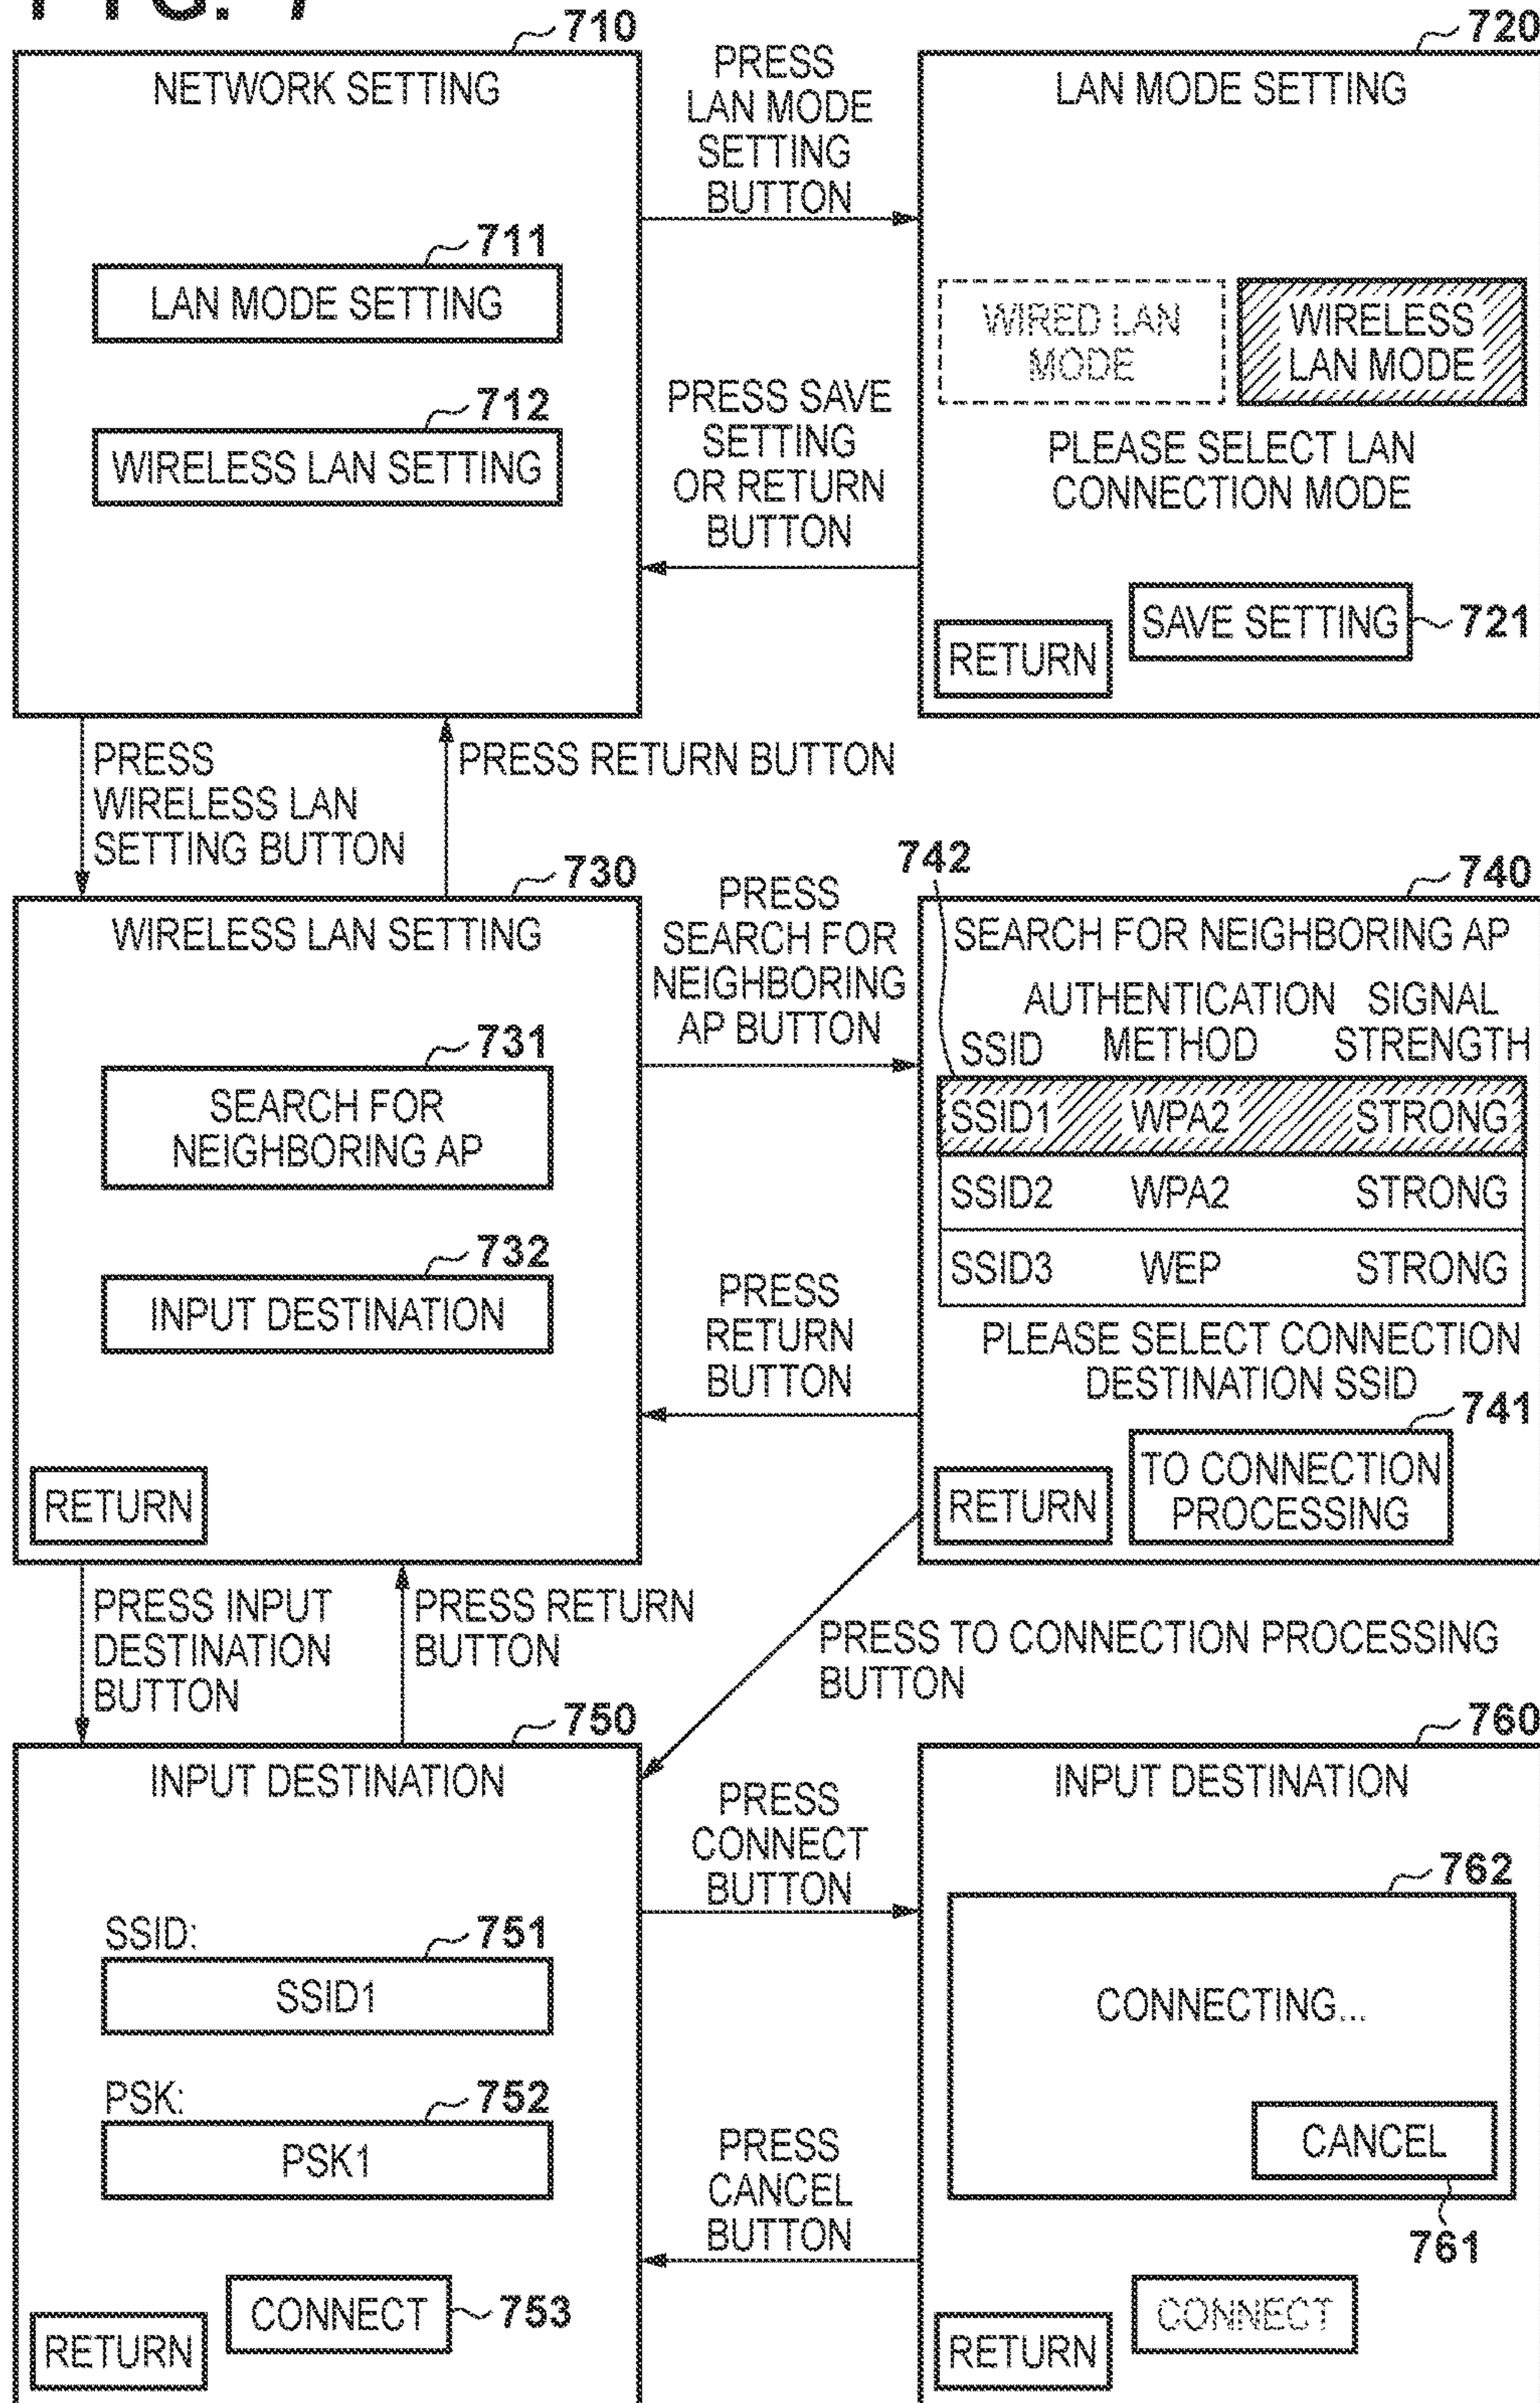 FIG. 7
710
NETWORK SETTING
711
LAN MODE SETTING
712
WIRELESS LAN SETTING
PRESS
LAN MODE
SETTING
BUTTON
PRESS SAVE
SETTING
OR RETURN
BUTTON
720
LAN MODE SETTING
WIRED LAN
MODE
WIRELESS
LAN MODE
PLEASE SELECT LAN
CONNECTION MODE
SAVE SETTING
721
RETURN
PRESS
WIRELESS LAN
SETTING BUTTON
PRESS RETURN BUTTON
730
WIRELESS LAN SETTING
731
SEARCH FOR
NEIGHBORING AP
732
INPUT DESTINATION
RETURN
PRESS
SEARCH FOR
NEIGHBORING
AP BUTTON
PRESS
RETURN
BUTTON
742
740
SEARCH FOR NEIGHBORING AP
SSID
AUTHENTICATION
METHOD
SIGNAL
STRENGTH
SSID1 WPA2 STRONG
SSID2 WPA2 STRONG
SSID3 WEP STRONG
PLEASE SELECT CONNECTION
DESTINATION SSID
741
TO CONNECTION
PROCESSING
RETURN
PRESS INPUT
DESTINATION
BUTTON
PRESS RETURN
BUTTON
PRESS TO CONNECTION PROCESSING
BUTTON
750
INPUT DESTINATION
SSID:
751
SSID1
PSK:
752
PSK1
CONNECT
753
RETURN
PRESS
CONNECT
BUTTON
PRESS
CANCEL
BUTTON
760
INPUT DESTINATION
762
CONNECTING...
CANCEL
761
CONNECT
RETURN